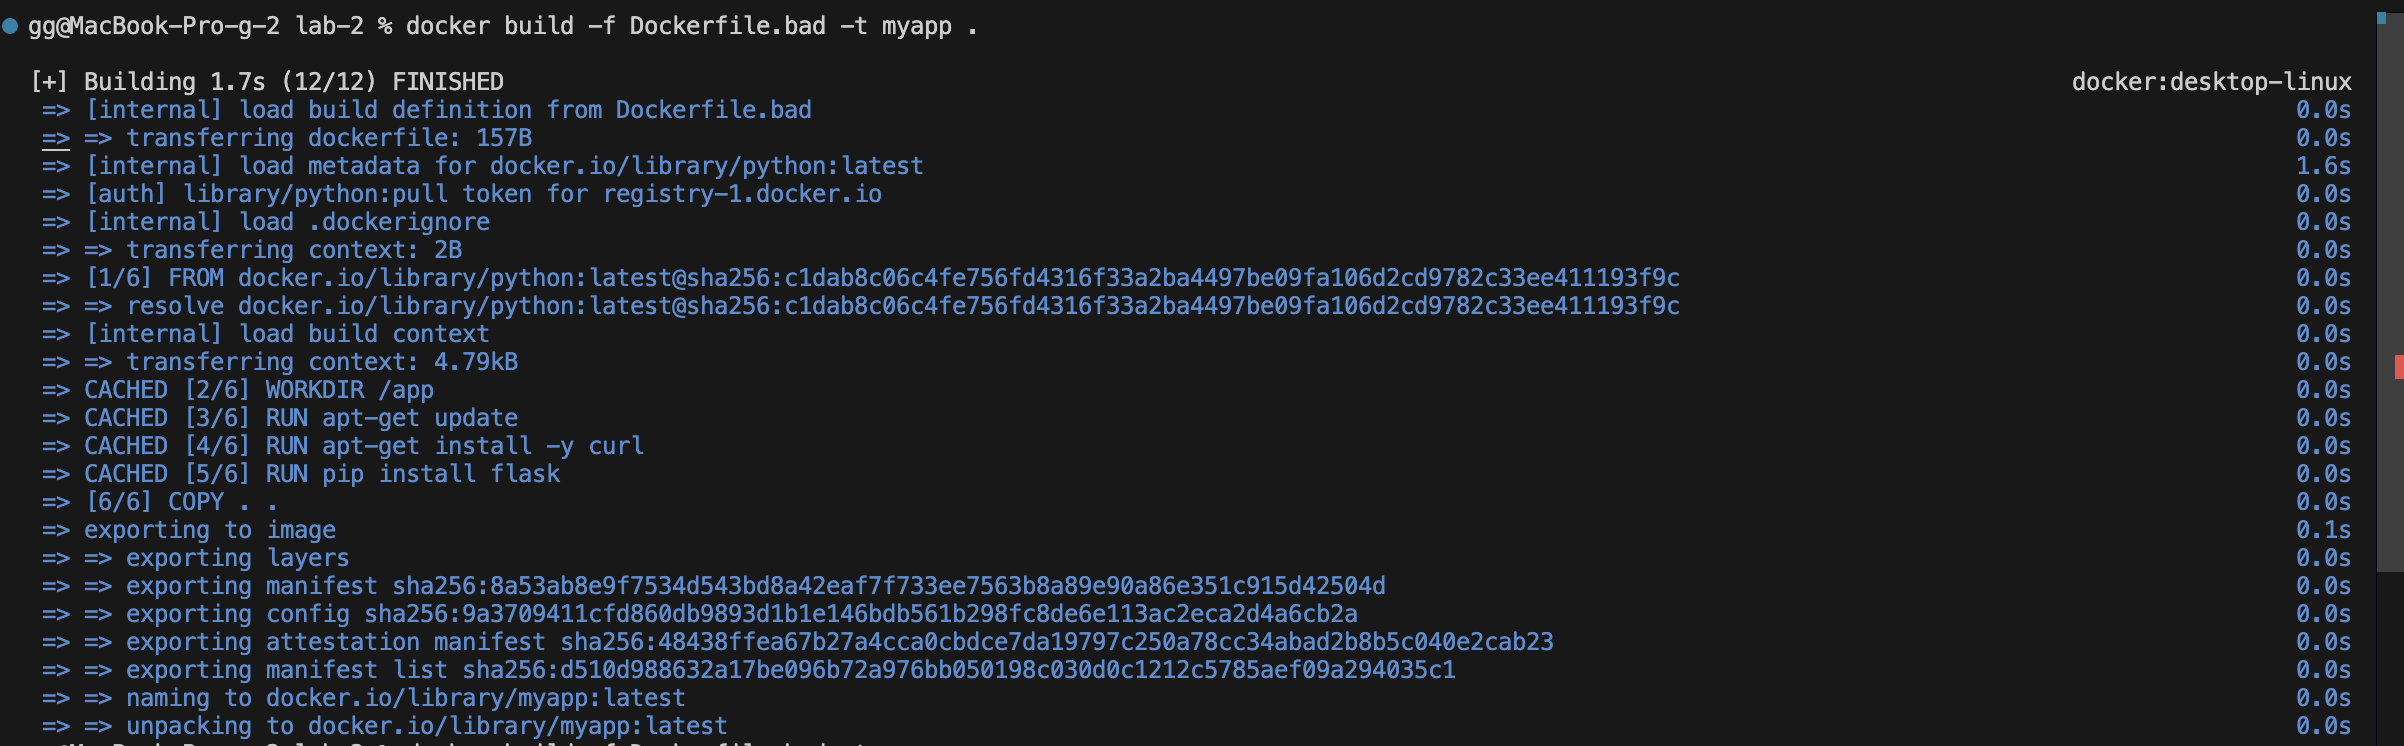 gg@MacBook-Pro-g-2 lab-2 % docker build -f Dockerfile.bad -t myapp .
[+] Building 1.7s (12/12) FINISHED docker:desktop-linux
=> [internal] load build definition from Dockerfile.bad 0.0s
=> => transferring dockerfile: 157B 0.0s
=> [internal] load metadata for docker.io/library/python:latest 1.6s
=> [auth] library/python:pull token for registry-1.docker.io 0.0s
=> [internal] load .dockerignore 0.0s
=> => transferring context: 2B 0.0s
=> [1/6] FROM docker.io/library/python:latest@sha256:c1dab8c06c4fe756fd4316f33a2ba4497be09fa106d2cd9782c33ee411193f9c 0.0s
=> => resolve docker.io/library/python:latest@sha256:c1dab8c06c4fe756fd4316f33a2ba4497be09fa106d2cd9782c33ee411193f9c 0.0s
=> [internal] load build context 0.0s
=> => transferring context: 4.79kB 0.0s
=> CACHED [2/6] WORKDIR /app 0.0s
=> CACHED [3/6] RUN apt-get update 0.0s
=> CACHED [4/6] RUN apt-get install -y curl 0.0s
=> CACHED [5/6] RUN pip install flask 0.0s
=> [6/6] COPY . . 0.0s
=> exporting to image 0.1s
=> => exporting layers 0.0s
=> => exporting manifest sha256:8a53ab8e9f7534d543bd8a42eaf7f733ee7563b8a89e90a86e351c915d42504d 0.0s
=> => exporting config sha256:9a3709411cfd860db9893d1b1e146bdb561b298fc8de6e113ac2eca2d4a6cb2a 0.0s
=> => exporting attestation manifest sha256:48438ffea67b27a4cca0cbdce7da19797c250a78cc34abad2b8b5c040e2cab23 0.0s
=> => exporting manifest list sha256:d510d988632a17be096b72a976bb050198c030d0c1212c5785aef09a294035c1 0.0s
=> => naming to docker.io/library/myapp:latest 0.0s
=> => unpacking to docker.io/library/myapp:latest 0.0s